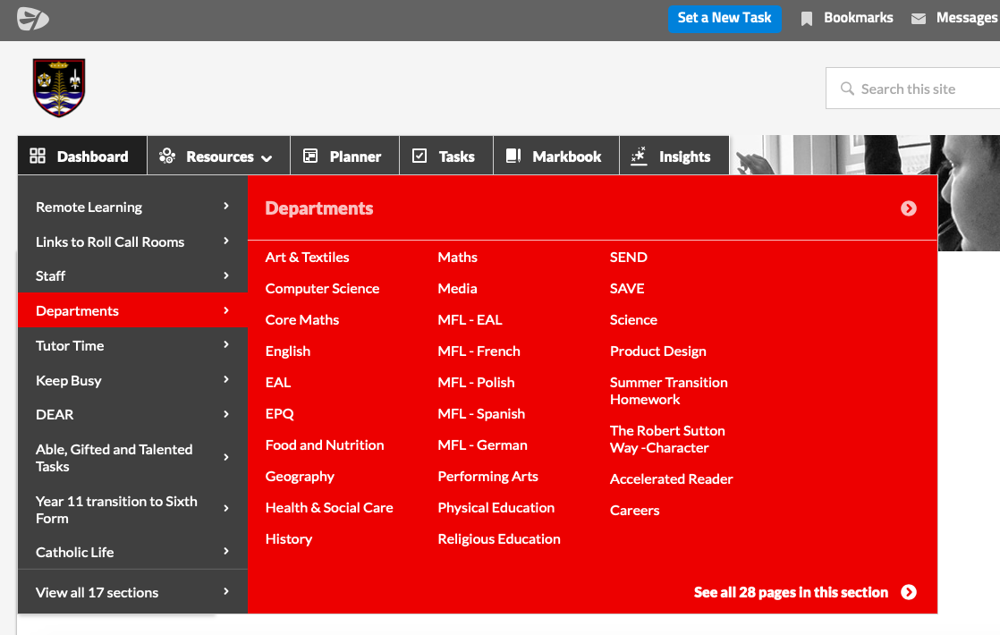 Set a New Task
Bookmarks
Messages
Search this site
Dashboard
Resources
Planner
Tasks
Markbook
Insights
Remote Learning
Links to Roll Call Rooms
Staff
Departments
Tutor Time
Keep Busy
DEAR
Able, Gifted and Talented
Tasks
Year 11 transition to Sixth
Form
Catholic Life
View all 17 sections
Departments
Art & Textiles
Computer Science
Core Maths
English
EAL
EPQ
Food and Nutrition
Geography
Health & Social Care
History
Maths
Media
MFL - EAL
MFL - French
MFL - Polish
MFL - Spanish
MFL - German
Performing Arts
Physical Education
Religious Education
SEND
SAVE
Science
Product Design
Summer Transition
Homework
The Robert Sutton
Way -Character
Accelerated Reader
Careers
See all 28 pages in this section